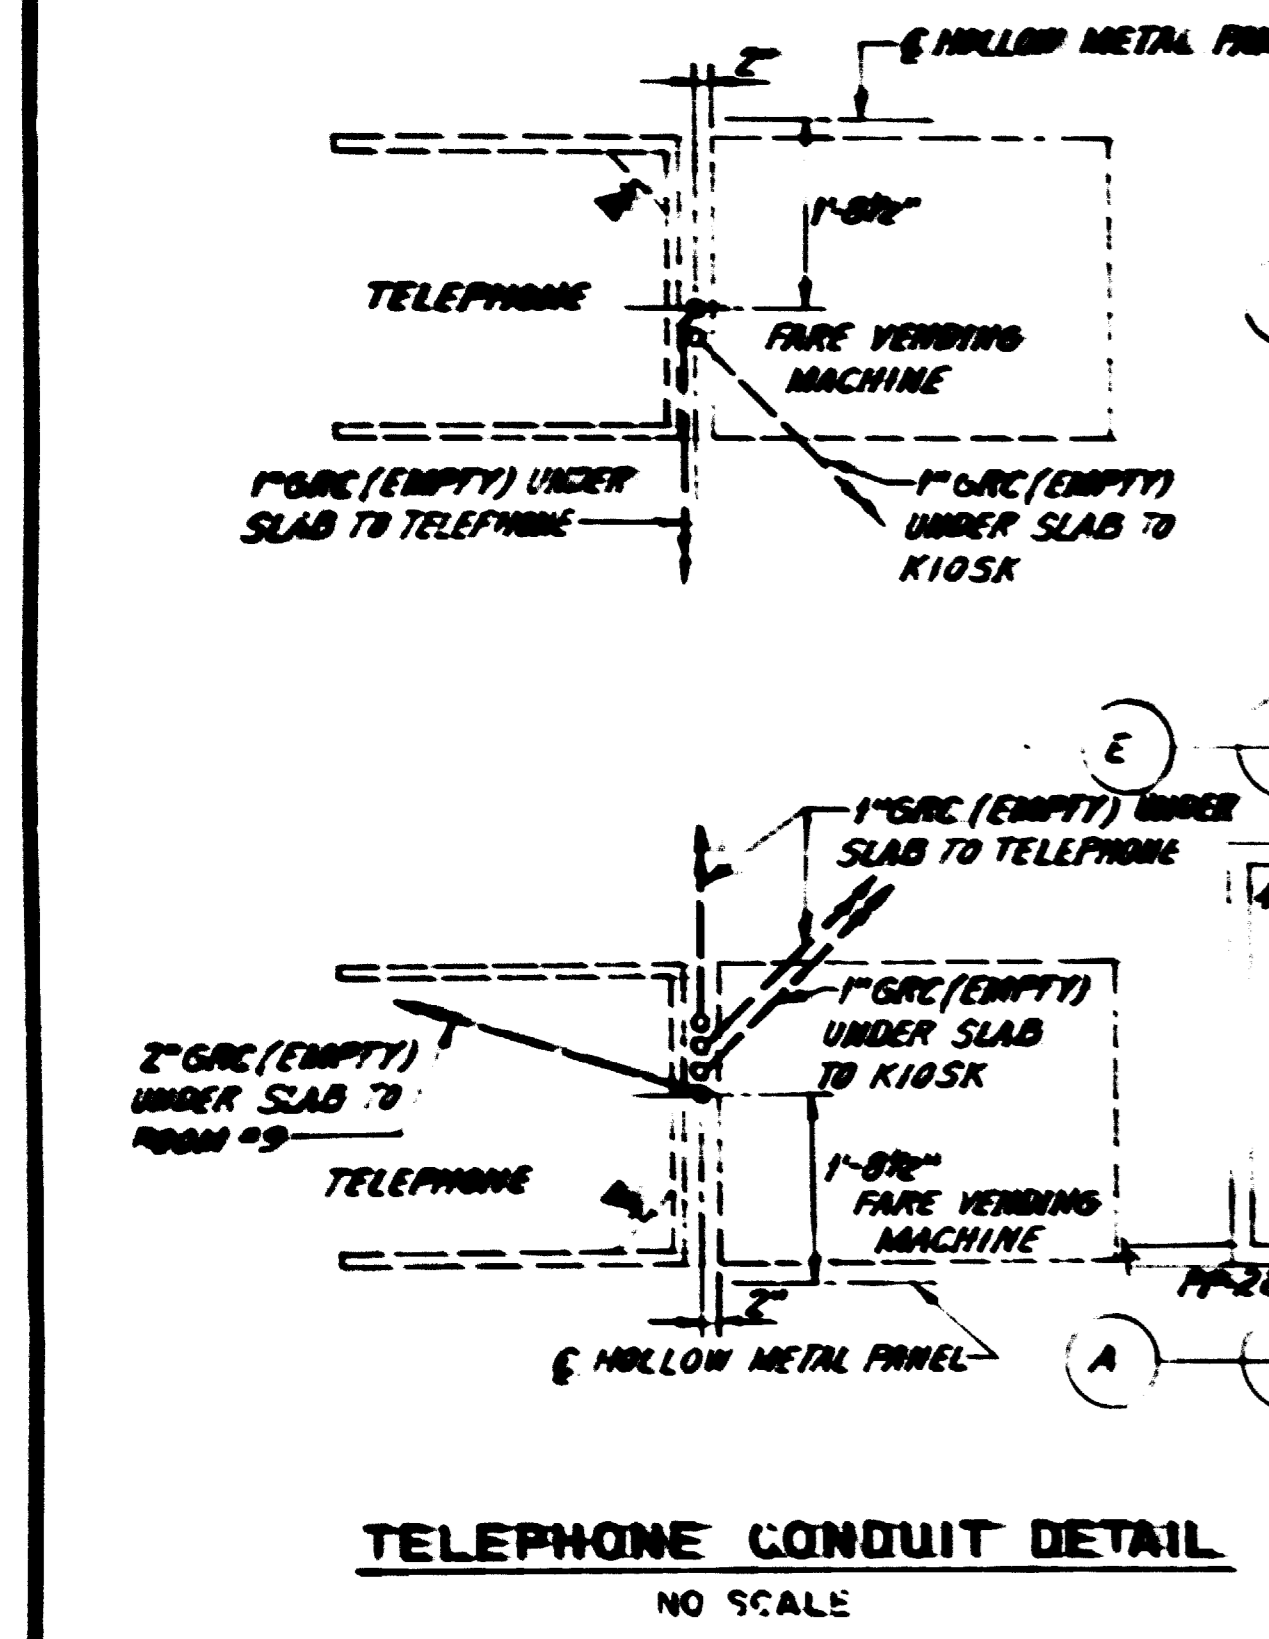 2"
℄ HOLLOW METAL
1'-8½"
TELEPHONE
FARE VENDING
MACHINE
1" GRC (EMPTY) UNDER
SLAB TO TELEPHONE
1" GRC (EMPTY)
UNDER SLAB TO
KIOSK
E
1" GRC (EMPTY) UNDER
SLAB TO TELEPHONE
1" GRC (EMPTY)
UNDER SLAB
TO KIOSK
2" GRC (EMPTY)
UNDER SLAB TO
ROOM #9
TELEPHONE
1'-8½"
FARE VENDING
MACHINE
2"
℄ HOLLOW METAL PANEL
A
TELEPHONE CONDUIT DETAIL
NO SCALE